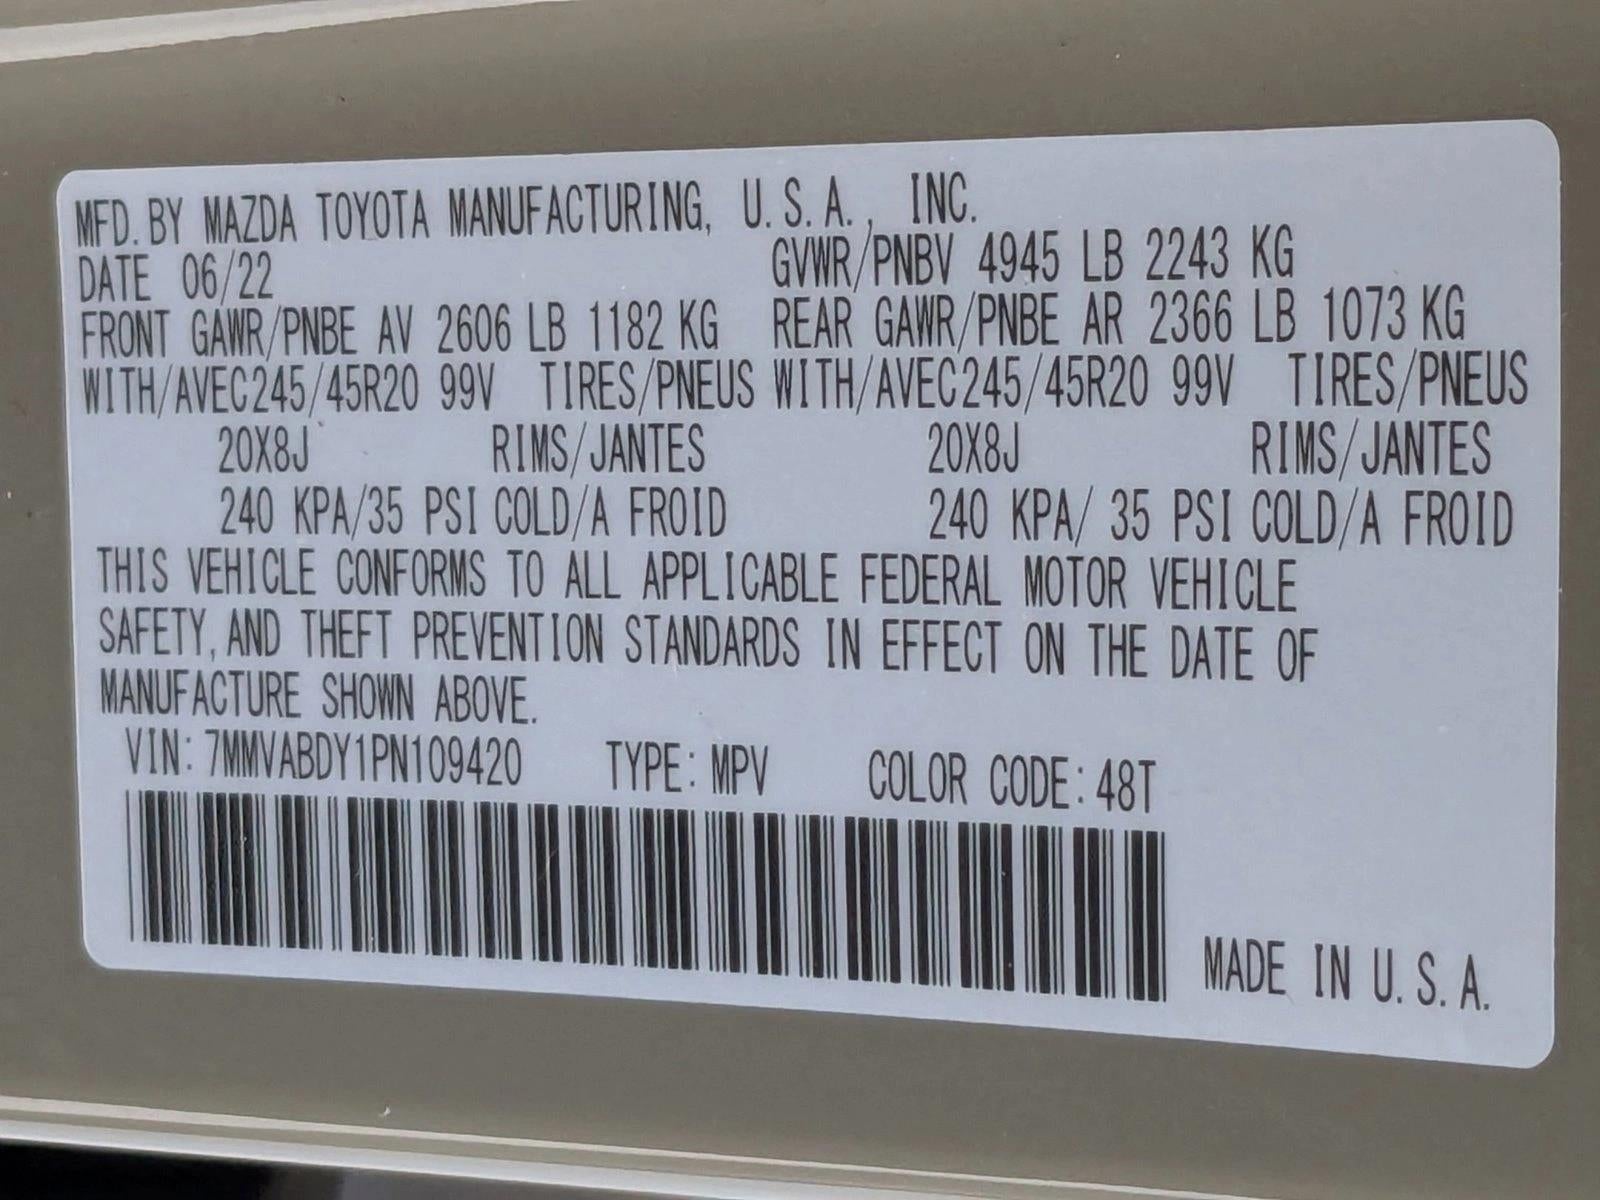 MFD. BY MAZDA TOYOTA MANUFACTURING, U.S.A., INC.
DATE 06/22 GVWR/PNBV 4945 LB 2243 KG
FRONT GAWR/PNBE AV 2606 LB 1182 KG REAR GAWR/PNBE AR 2366 LB 1073 KG
WITH/AVEC245/45R20 99V TIRES/PNEUS WITH/AVEC245/45R20 99V TIRES/PNEUS
20X8J RIMS/JANTES 20X8J RIMS/JANTES
240 KPA/35 PSI COLD/A FROID 240 KPA/ 35 PSI COLD/A FROID
THIS VEHICLE CONFORMS TO ALL APPLICABLE FEDERAL MOTOR VEHICLE
SAFETY, AND THEFT PREVENTION STANDARDS IN EFFECT ON THE DATE OF
MANUFACTURE SHOWN ABOVE.
VIN: 7MMVABDY1PN109420 TYPE: MPV COLOR CODE: 48T
MADE IN U.S.A.